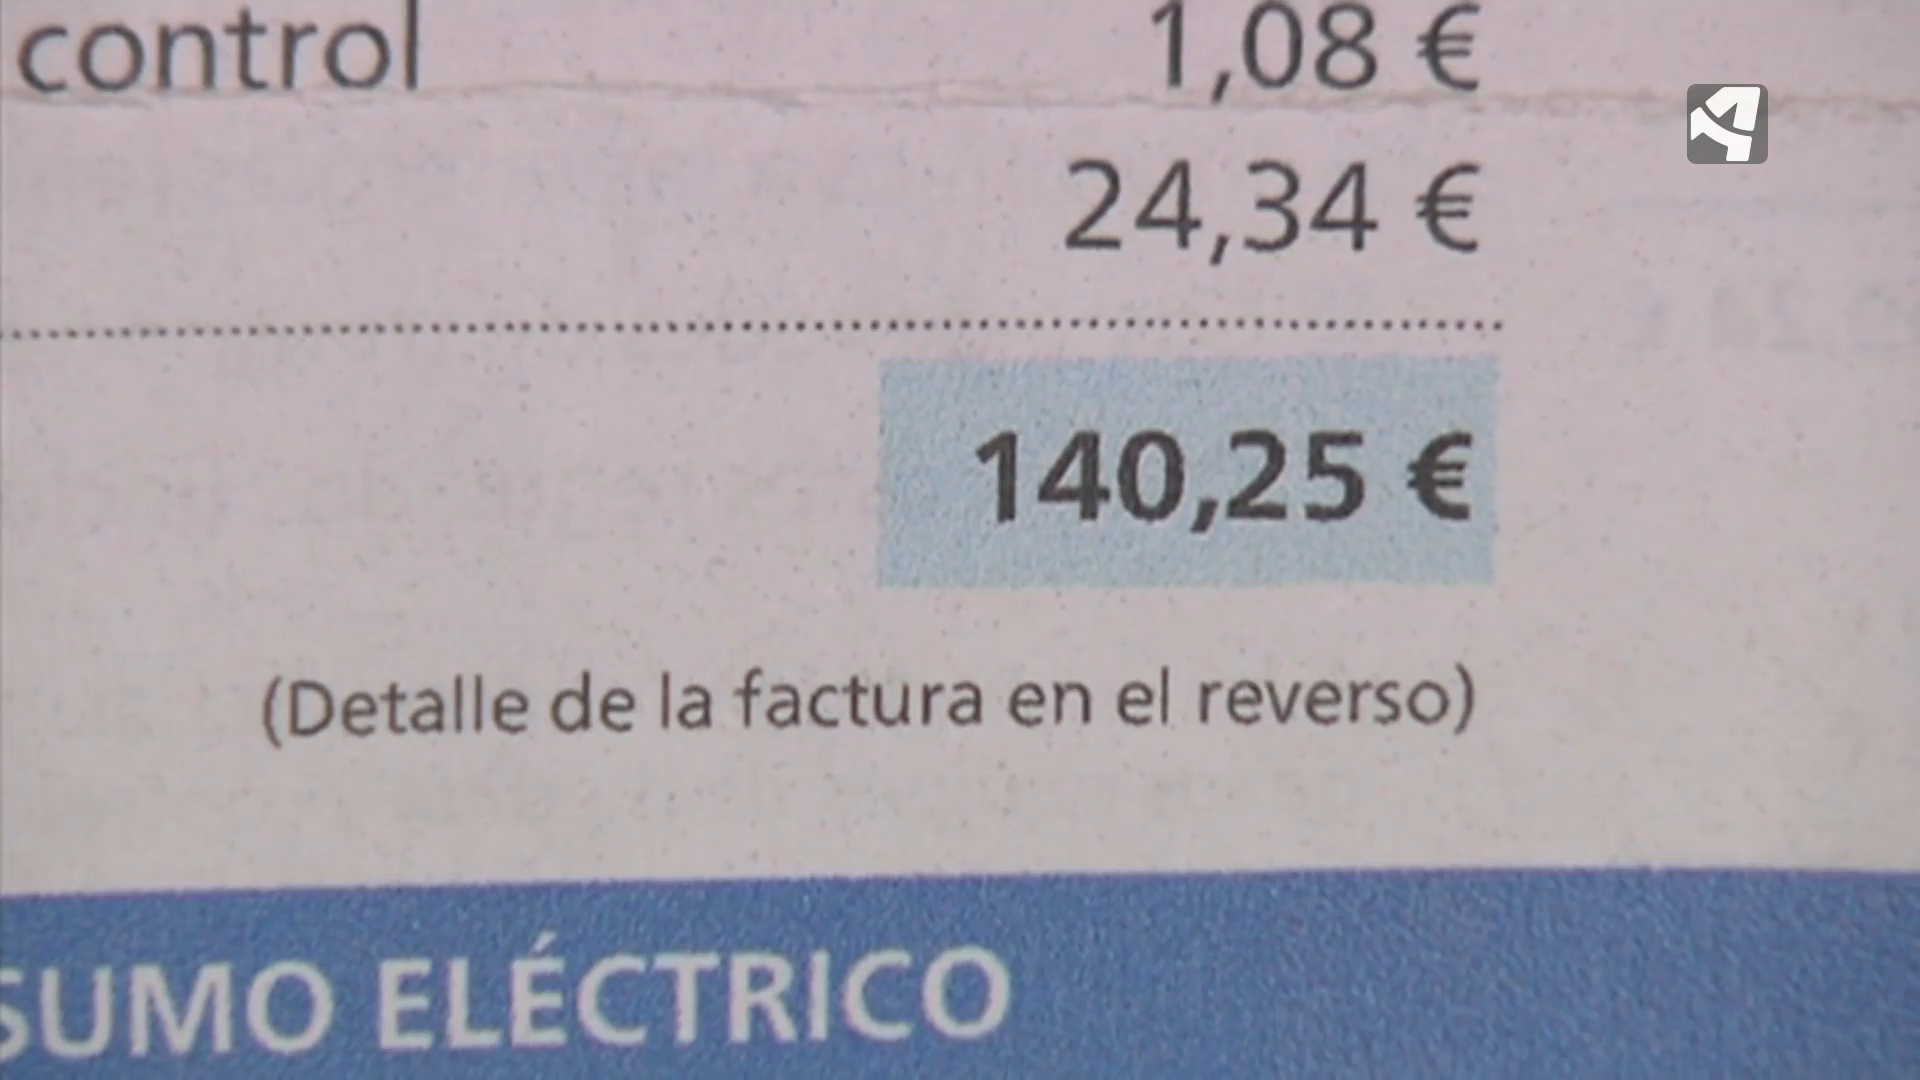 control 1,08 €
24,34 €
140,25 €
(Detalle de la factura en el reverso)
SUMO ELÉCTRICO